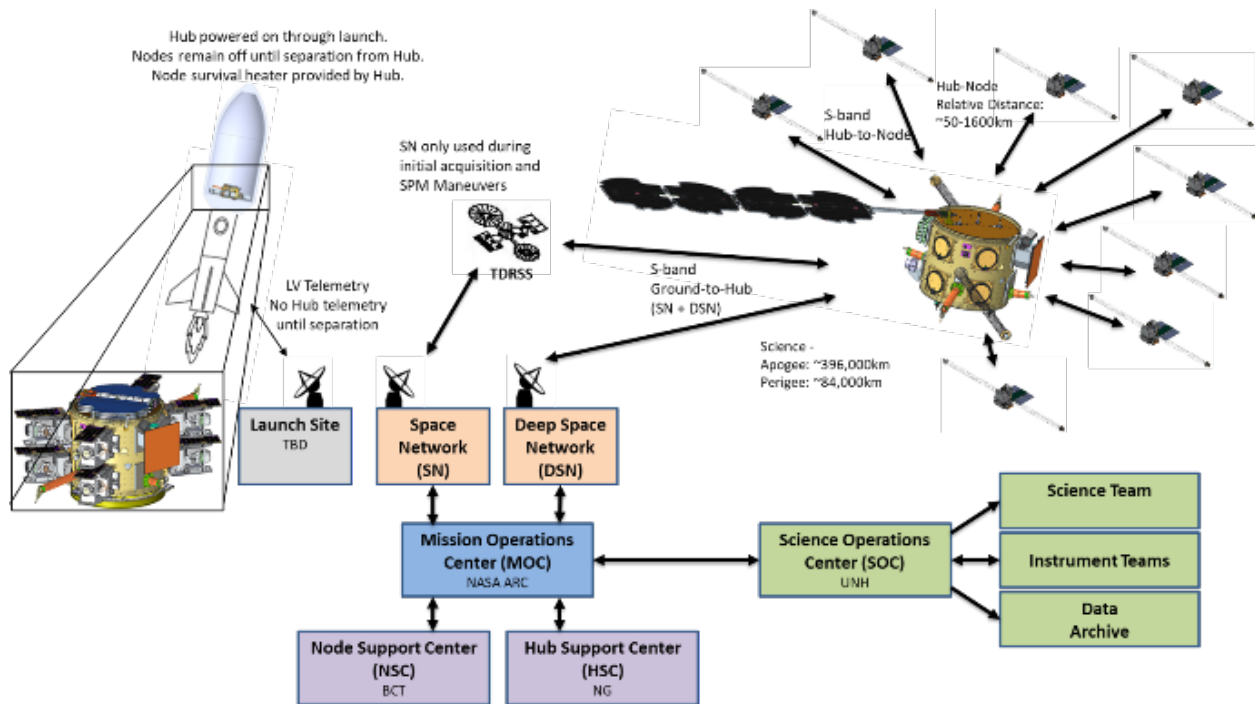 Hub powered on through launch.
Nodes remain off until separation from Hub.
Node survival heater provided by Hub.
SN only used during
initial acquisition and
SPM Maneuvers
TDRSS
LV Telemetry
No Hub telemetry
until separation
S-band
Hub-to-Node
Hub-Node
Relative Distance:
~50-1600km
S-band
Ground-to-Hub
(SN + DSN)
Science -
Apogee: ~396,000km
Perigee: ~84,000km
Launch Site
TBD
Space
Network
(SN)
Deep Space
Network
(DSN)
Mission Operations
Center (MOC)
NASA ARC
Science Operations
Center (SOC)
UNH
Science Team
Instrument Teams
Data
Archive
Node Support Center
(NSC)
BCT
Hub Support Center
(HSC)
NG